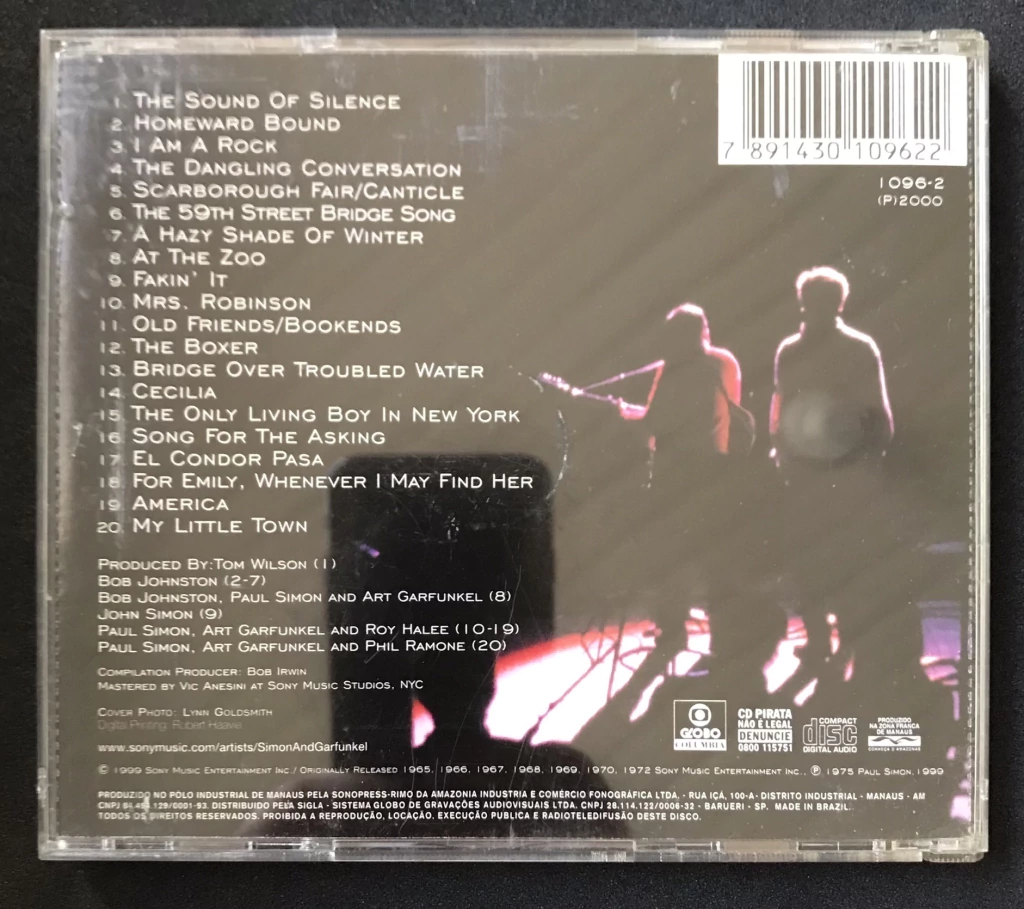 1. The Sound Of Silence
2. Homeward Bound
3. I Am A Rock
4. The Dangling Conversation
5. Scarborough Fair/Canticle
6. The 59th Street Bridge Song
7. A Hazy Shade Of Winter
8. At The Zoo
9. Fakin' It
10. Mrs. Robinson
11. Old Friends/Bookends
12. The Boxer
13. Bridge Over Troubled Water
14. Cecilia
15. The Only Living Boy In New York
16. Song For The Asking
17. El Condor Pasa
18. For Emily, Whenever I May Find Her
19. America
20. My Little Town
Produced By: Tom Wilson (1)
Bob Johnston (2-7)
Bob Johnston, Paul Simon and Art Garfunkel (8)
John Simon (9)
Paul Simon, Art Garfunkel and Roy Halee (10-19)
Paul Simon, Art Garfunkel and Phil Ramone (20)
Compilation Producer: Bob Irwin
Mastered by Vic Anesini at Sony Music Studios, NYC
Cover Photo: Lynn Goldsmith
Digital Printing: Robert Haavie
www.sonymusic.com/artists/SimonAndGarfunkel
7 891430 109622
1096-2
(P)2000
GLOBO
COLUMBIA
CD PIRATA
NÃO É LEGAL
DENUNCIE
0800 115751
COMPACT
disc
DIGITAL AUDIO
PRODUZIDO
NA ZONA FRANCA
DE MANAUS
CONHEÇA O AMAZONAS
© 1999 Sony Music Entertainment Inc./ Originally Released 1965, 1966, 1967, 1968, 1969, 1970, 1972 Sony Music Entertainment Inc., ℗ 1975 Paul Simon, 1999
PRODUZIDO NO PÓLO INDUSTRIAL DE MANAUS PELA SONOPRESS-RIMO DA AMAZONIA INDUSTRIA E COMÉRCIO FONOGRÁFICA LTDA. - RUA IÇÁ, 100-A- DISTRITO INDUSTRIAL - MANAUS - AM
CNPJ 129/0001-93. DISTRIBUIDO PELA SIGLA - SISTEMA GLOBO DE GRAVAÇÕES AUDIOVISUAIS LTDA. CNPJ 28.114.122/0006-32 - BARUERI - SP. MADE IN BRAZIL.
TODOS OS DIREITOS RESERVADOS. PROIBIDA A REPRODUÇÃO, LOCAÇÃO, EXECUÇÃO PUBLICA E RADIOTELEDIFUSÃO DESTE DISCO.